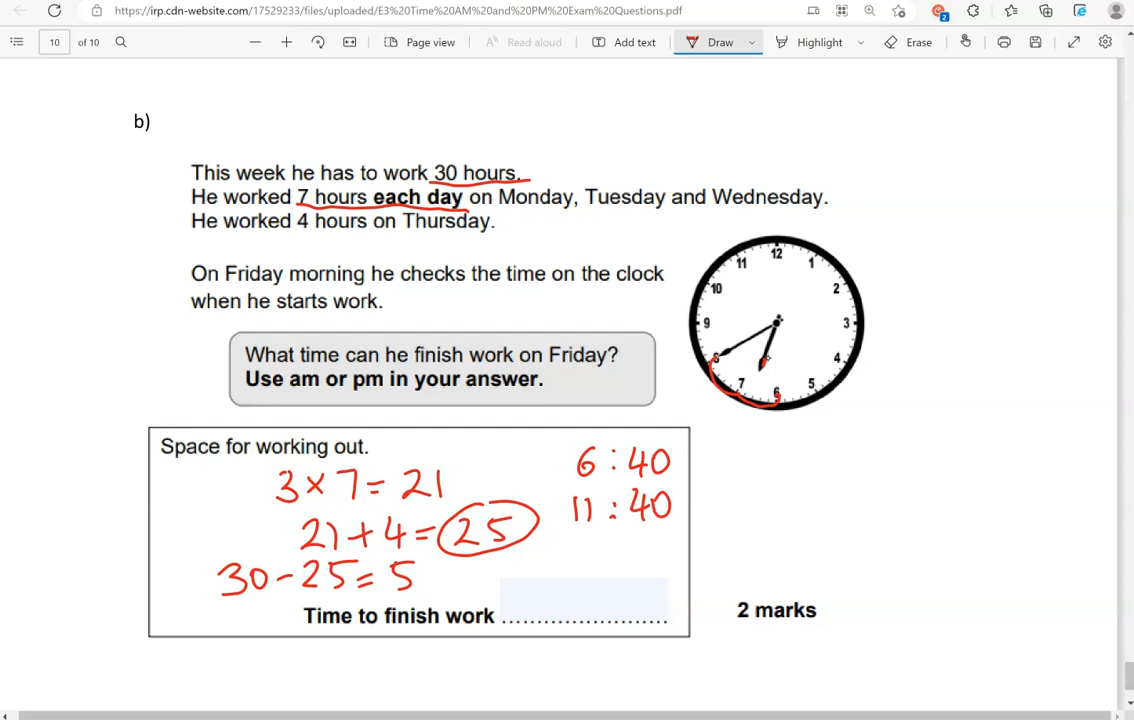 https://irp.cdn-website.com/17529233/files/uploaded/E3%20Time%20AM%20and%20PM%20Exam%20Questions.pdf
2
10 of 10 Page view Read aloud Add text Draw Highlight Erase
b)
This week he has to work 30 hours.
He worked 7 hours each day on Monday, Tuesday and Wednesday.
He worked 4 hours on Thursday.
On Friday morning he checks the time on the clock
when he starts work.
12
11 1
10 2
9 3
8 4
7 5
6
What time can he finish work on Friday?
Use am or pm in your answer.
Space for working out.
3 × 7 = 21
21 + 4 = 25
30 - 25 = 5
6:40
11:40
Time to finish work ........................
2 marks